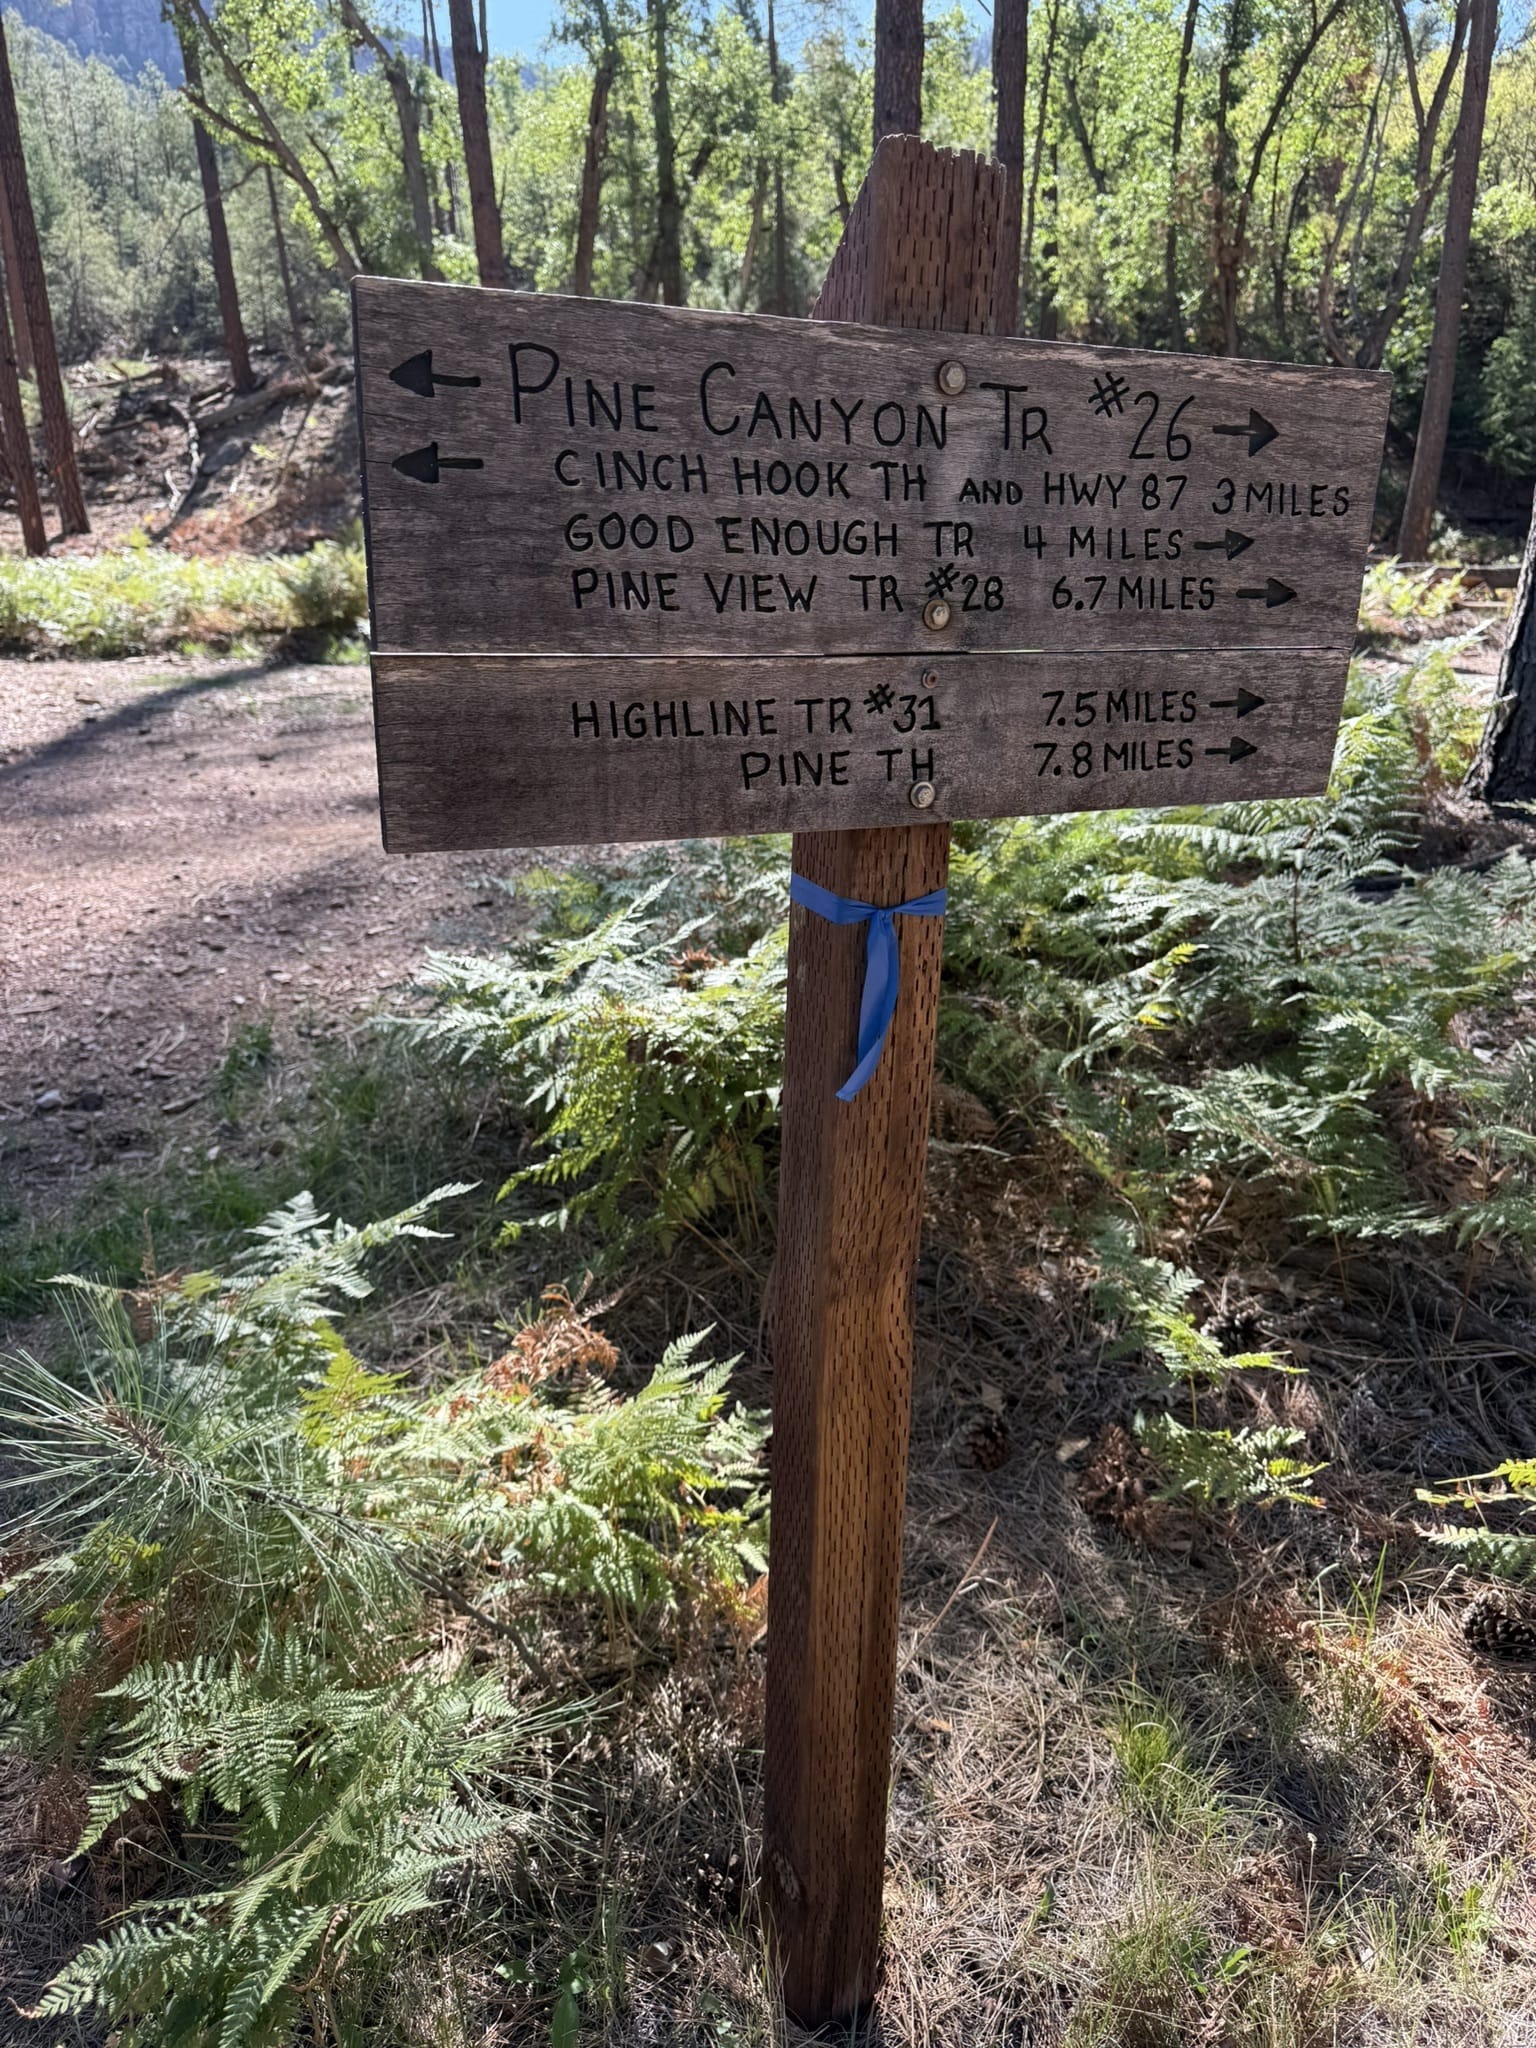 ← PINE CANYON TR #26 →
← CINCH HOOK TH AND HWY 87 3 MILES
GOOD ENOUGH TR 4 MILES →
PINE VIEW TR #28 6.7 MILES →
HIGHLINE TR #31 7.5 MILES →
PINE TH 7.8 MILES →